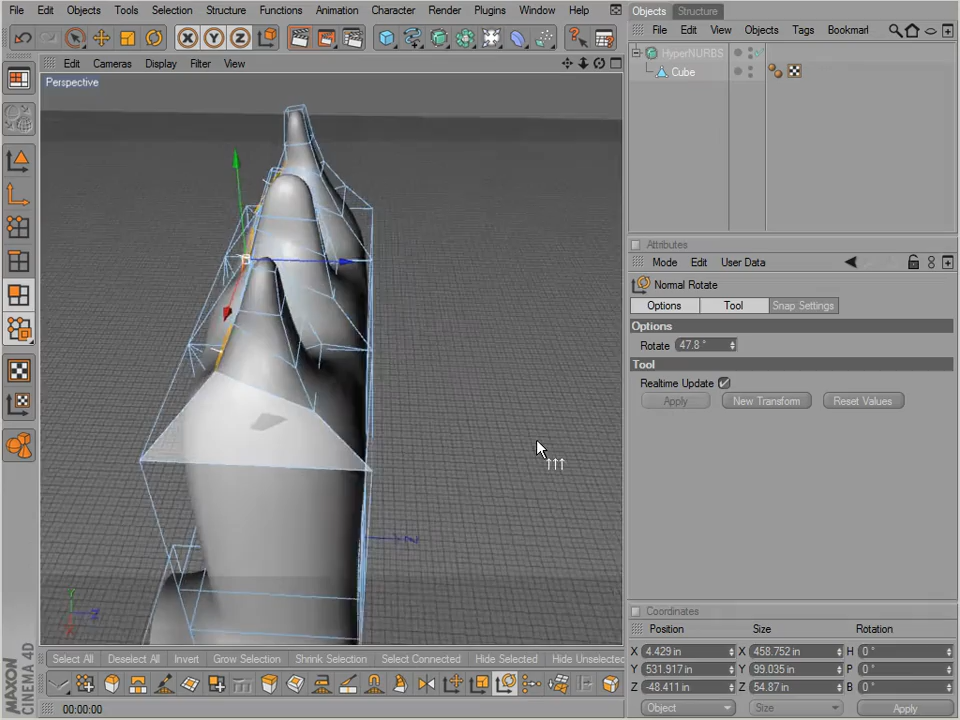 File Edit Objects Tools Selection Structure Functions Animation Character Render Plugins Window Help
Objects Structure
File Edit View Objects Tags Bookmark
X Y Z
Edit Cameras Display Filter View
Perspective
HyperNURBS
Cube
Attributes
Mode Edit User Data
Normal Rotate
Options Tool Snap Settings
Options
Rotate 47.8 °
Tool
Realtime Update
Apply New Transform Reset Values
Coordinates
Position Size Rotation
X 4.429 in X 458.752 in H 0 °
Y 531.917 in Y 99.035 in P 0 °
Z -48.411 in Z 54.87 in B 0 °
Object Size Apply
Select All Deselect All Invert Grow Selection Shrink Selection Select Connected Hide Selected Hide Unselected
00:00:00
MAXON
CINEMA 4D